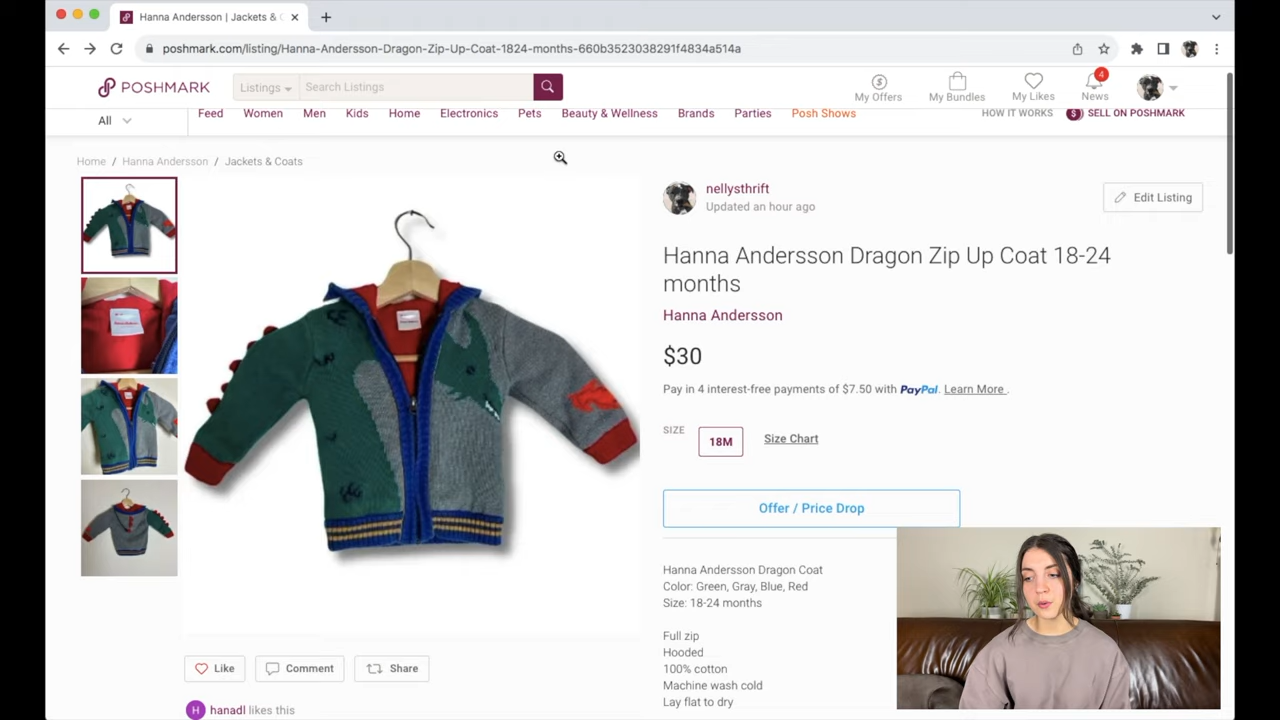 Hanna Andersson | Jackets & C
poshmark.com/listing/Hanna-Andersson-Dragon-Zip-Up-Coat-1824-months-660b3523038291f4834a514a
POSHMARK
Listings
Search Listings
My Offers
My Bundles
My Likes
4
News
All
Feed
Women
Men
Kids
Home
Electronics
Pets
Beauty & Wellness
Brands
Parties
Posh Shows
HOW IT WORKS
$ SELL ON POSHMARK
Home / Hanna Andersson / Jackets & Coats
nellysthrift
Updated an hour ago
Edit Listing
Hanna Andersson Dragon Zip Up Coat 18-24
months
Hanna Andersson
$30
Pay in 4 interest-free payments of $7.50 with PayPal. Learn More .
SIZE
18M
Size Chart
Offer / Price Drop
Hanna Andersson Dragon Coat
Color: Green, Gray, Blue, Red
Size: 18-24 months
Full zip
Hooded
100% cotton
Machine wash cold
Lay flat to dry
Like
Comment
Share
H hanadl likes this